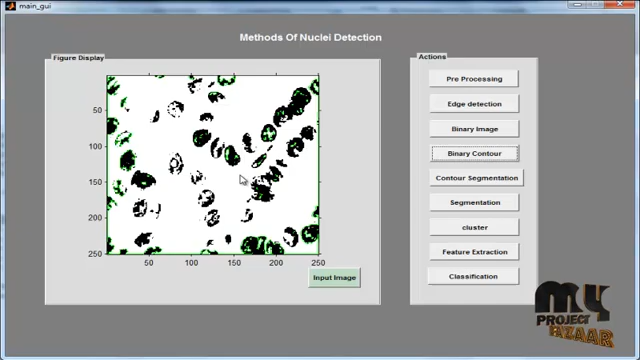 main_gui
Methods Of Nuclei Detection
Figure Display
50
100
150
200
250
50
100
150
200
250
Input Image
Actions
Pre Processing
Edge detection
Binary Image
Binary Contour
Contour Segmentation
Segmentation
cluster
Feature Extraction
Classification
MY
PROJECT
BAZAAR